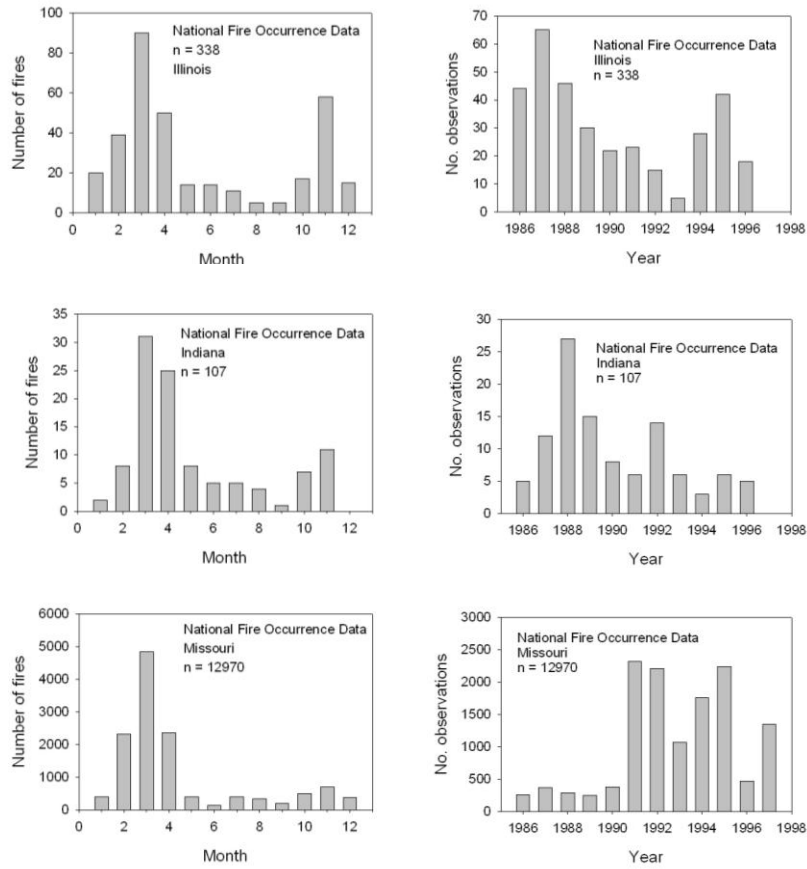 100
80
60
40
20
0
Number of fires
National Fire Occurrence Data
n = 338
Illinois
0 2 4 6 8 10 12
Month
70
60
50
40
30
20
10
0
No. observations
National Fire Occurrence Data
Illinois
n = 338
1986 1988 1990 1992 1994 1996 1998
Year
35
30
25
20
15
10
5
0
Number of fires
National Fire Occurrence Data
Indiana
n = 107
0 2 4 6 8 10 12
Month
30
25
20
15
10
5
0
No. observations
National Fire Occurrence Data
Indiana
n = 107
1986 1988 1990 1992 1994 1996 1998
Year
6000
5000
4000
3000
2000
1000
0
Number of fires
National Fire Occurrence Data
Missouri
n = 12970
0 2 4 6 8 10 12
Month
3000
2500
2000
1500
1000
500
0
No. observations
National Fire Occurrence Data
Missouri
n = 12970
1986 1988 1990 1992 1994 1996 1998
Year